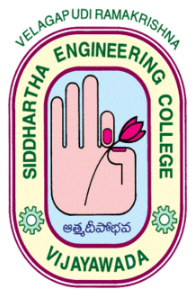 VELAGAPUDI RAMAKRISHNA
SIDDHARTHA ENGINEERING COLLEGE
ఆత్మదీపోభవ
VIJAYAWADA